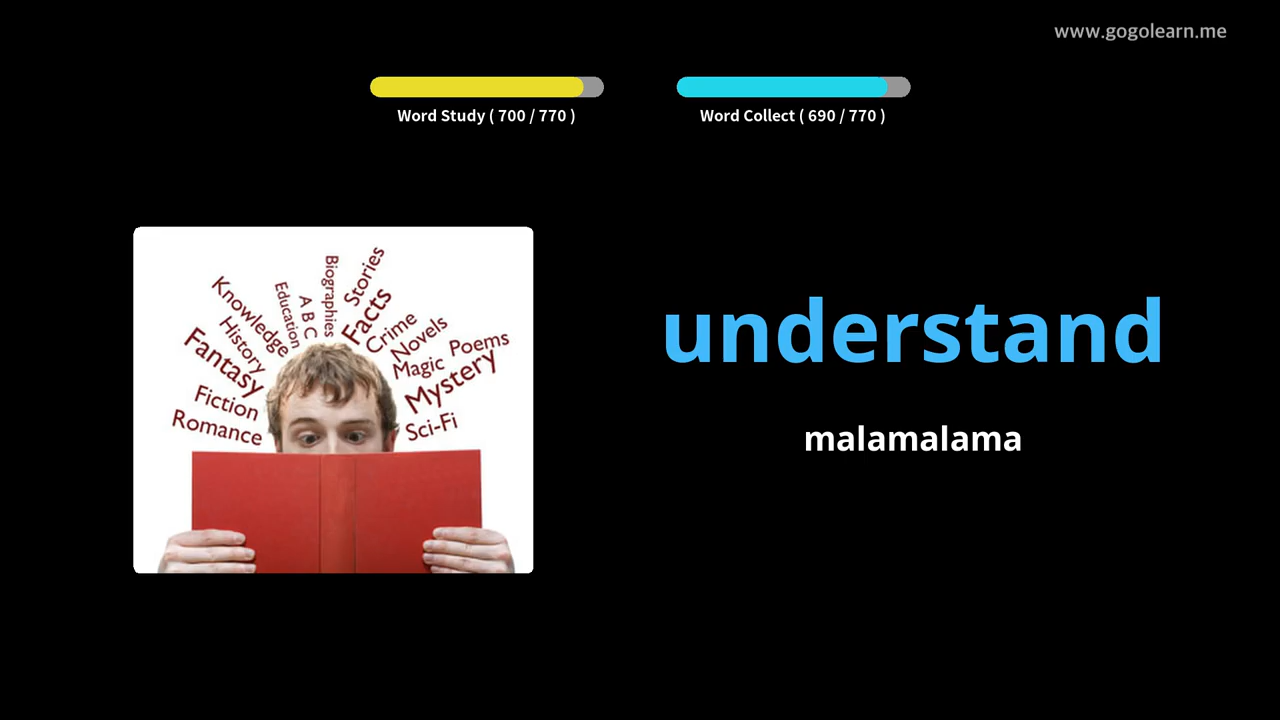 www.gogolearn.me
Word Study ( 700 / 770 )
Word Collect ( 690 / 770 )
Biographies
Stories
Education
A B C
Facts
Knowledge
Crime
History
Novels
Fantasy
Magic
Poems
Mystery
Fiction
Romance
Sci-Fi
understand
malamalama